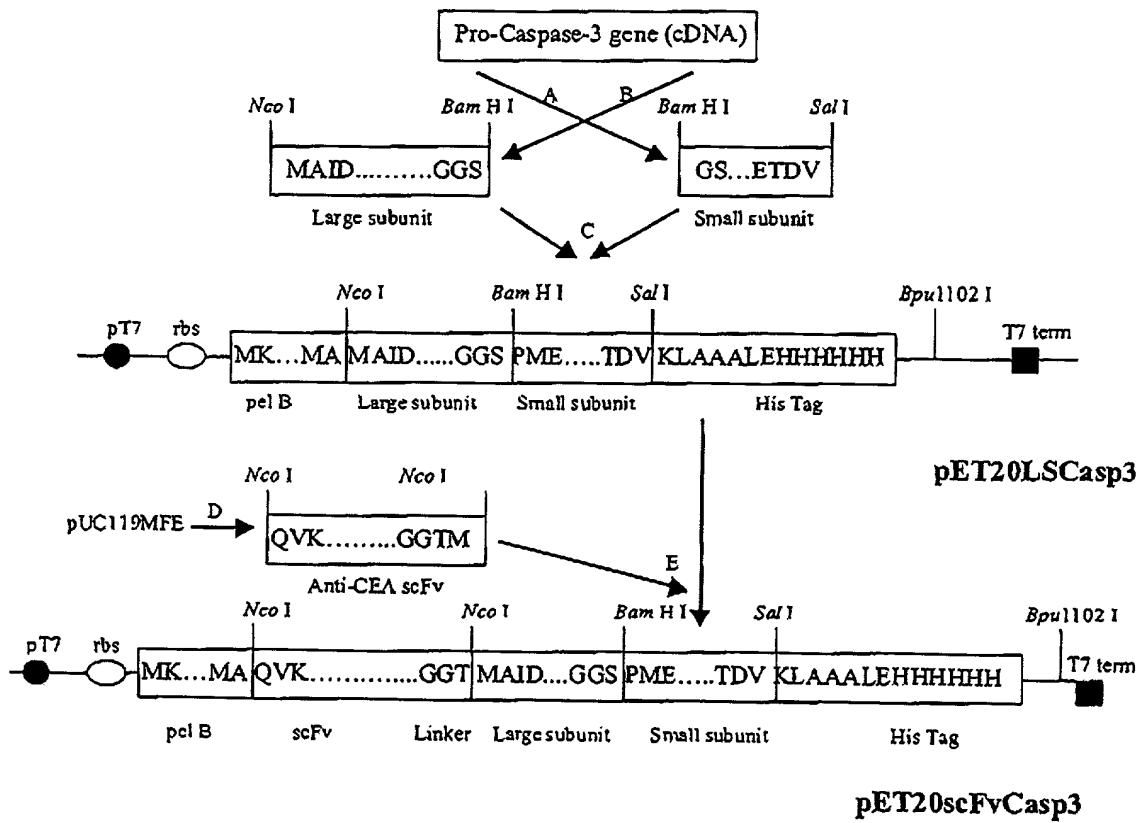 Pro-Caspase-3 gene (cDNA)
A B
Nco I Bam H I Bam H I Sal I
MAID..........GGS GS...ETDV
Large subunit Small subunit
C
Nco I Bam H I Sal I Bpu1102 I
pT7 rbs T7 term
MK...MA MAID......GGS PME.....TDV KLAAALEHHHHHH
pel B Large subunit Small subunit His Tag
pET20LSCasp3
Nco I Nco I
pUC119MFE D
QVK.........GGTM
E
Anti-CEA scFv
Nco I Nco I Bam H I Sal I Bpu1102 I
pT7 rbs T7 term
MK...MA QVK.............GGT MAID....GGS PME.....TDV KLAAALEHHHHHH
pel B scFv Linker Large subunit Small subunit His Tag
pET20scFvCasp3